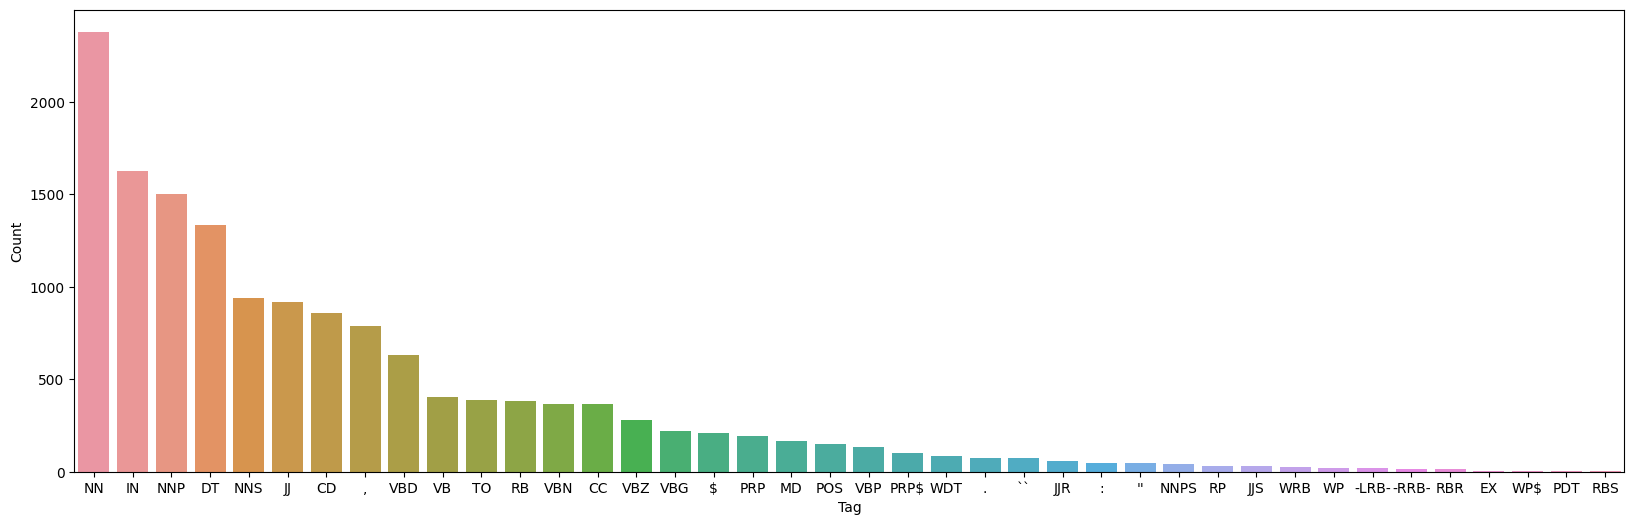 Count
2000
1500
1000
500
0
NN IN NNP DT NNS JJ CD , VBD VB TO RB VBN CC VBZ VBG $ PRP MD POS VBP PRP$ WDT . `` JJR : '' NNPS RP JJS WRB WP -LRB- -RRB- RBR EX WP$ PDT RBS
Tag